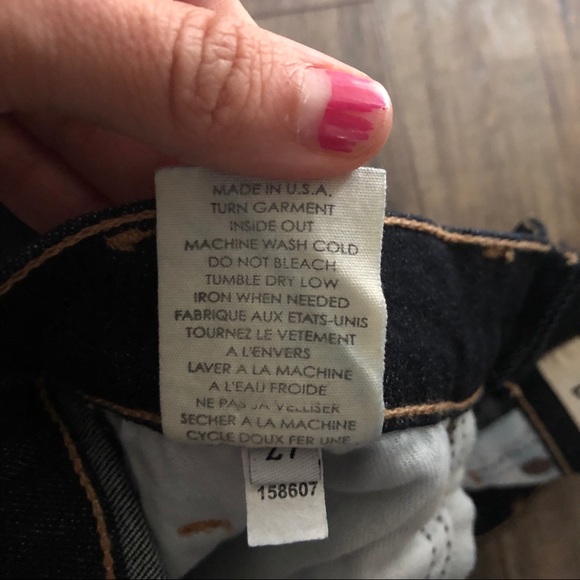 MADE IN U.S.A.
TURN GARMENT
INSIDE OUT
MACHINE WASH COLD
DO NOT BLEACH
TUMBLE DRY LOW
IRON WHEN NEEDED
FABRIQUE AUX ETATS-UNIS
TOURNEZ LE VETEMENT
A L'ENVERS
LAVER A LA MACHINE
A L'EAU FROIDE
NE PAS
SECHER A LA MACHINE
CYCLE DOUX FER UNE
27
158607